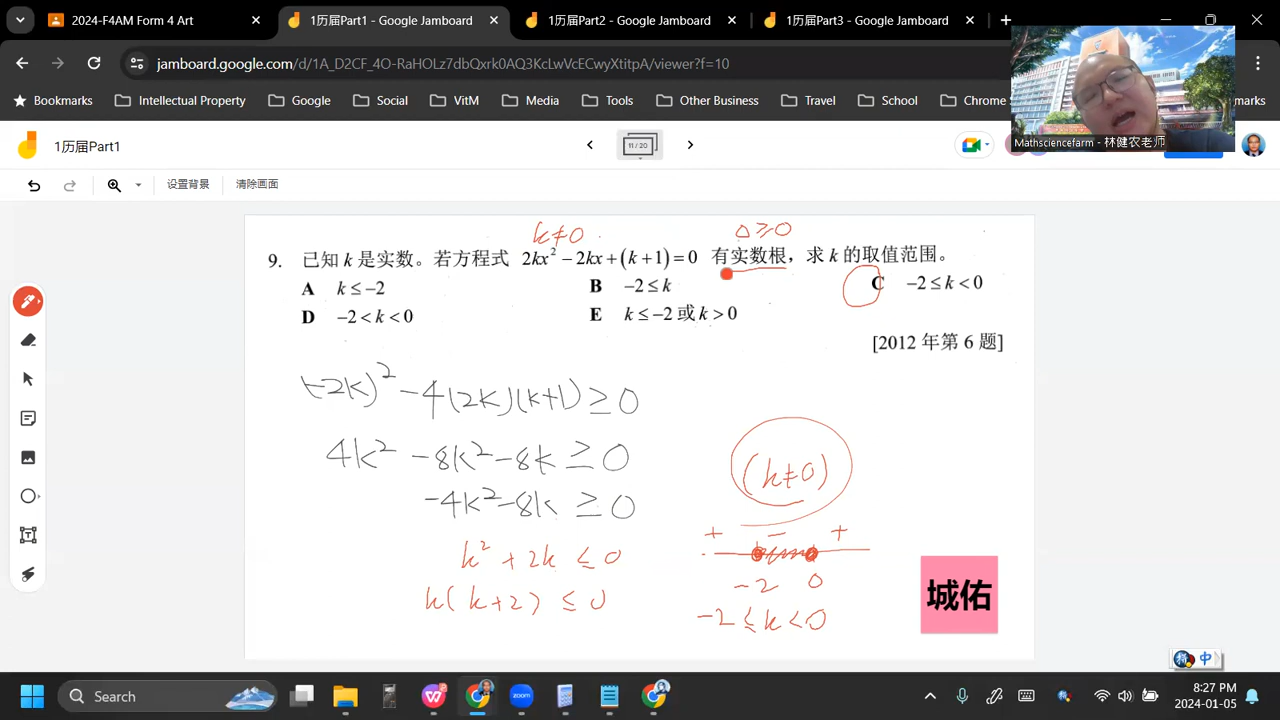 2024-F4AM Form 4 Art
1历届Part1 - Google Jamboard
1历届Part2 - Google Jamboard
1历届Part3 - Google Jamboard
jamboard.google.com/d/1A_D2CF_4O-RaHOLz7dbQxrk0AQ3KcLwVcECwyXtitpA/viewer?f=10
Bookmarks
Intellectual Property
Google
Social
VitVI
Media
Tools
Other Business
Travel
School
Chrome
marks
Mathsciencefarm - 林健农老师
1历届Part1
11 / 20
设置背景
清除画面
k≠0
△≥0
9. 已知 k 是实数。若方程式 2kx² − 2kx + (k+1) = 0 有实数根，求 k 的取值范围。
A k ≤ −2
B −2 ≤ k
C −2 ≤ k < 0
D −2 < k < 0
E k ≤ −2 或 k > 0
[2012 年第 6 题]
(-2k)² − 4(2k)(k+1) ≥ 0
4k² − 8k² − 8k ≥ 0
−4k² − 8k ≥ 0
k² + 2k ≤ 0
k(k+2) ≤ 0
(k≠0)
+ − +
−2 0
−2 ≤ k < 0
城佑
中
Search
8:27 PM
2024-01-05